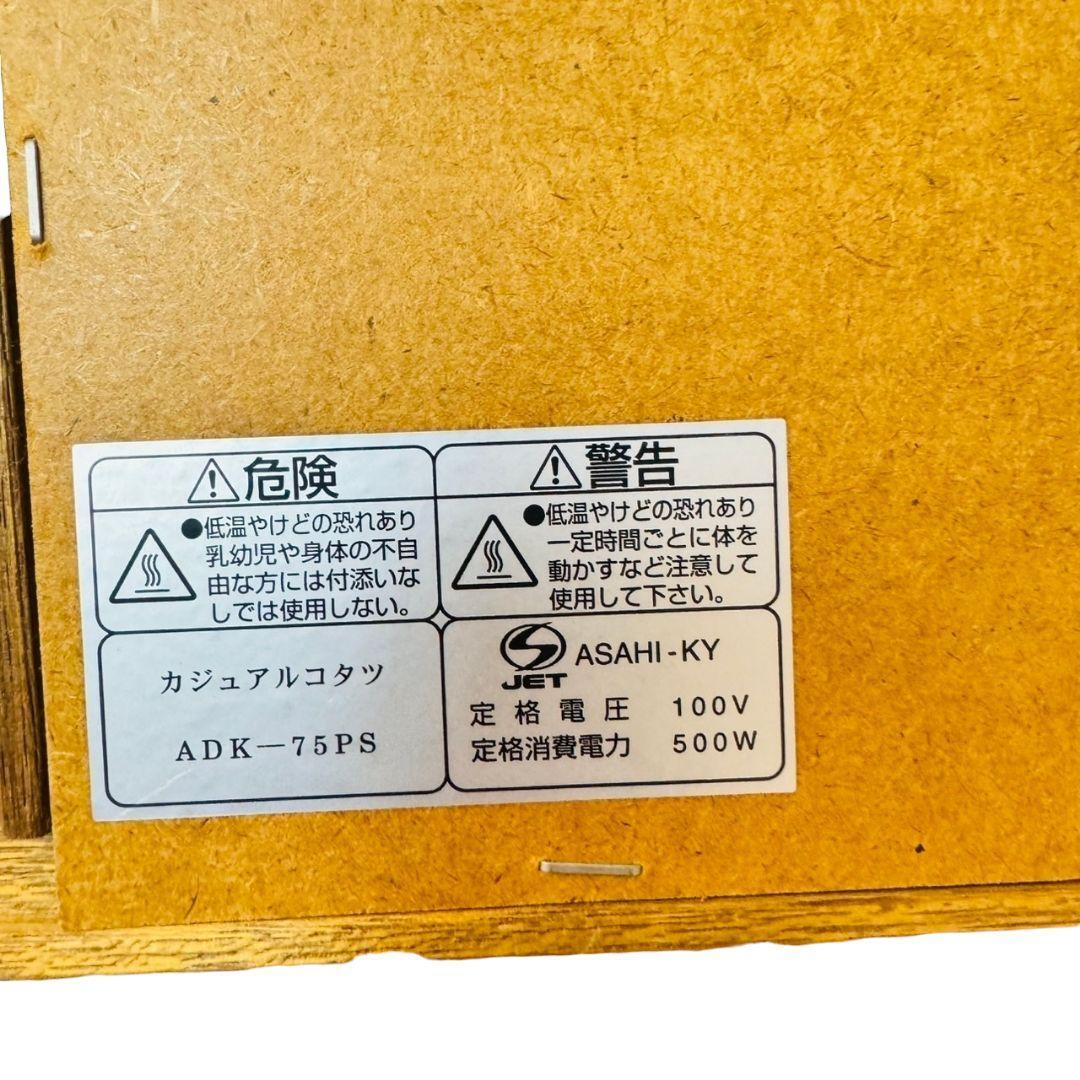 危険
●低温やけどの恐れあり
乳幼児や身体の不自
由な方には付添いな
しでは使用しない。
警告
●低温やけどの恐れあり
一定時間ごとに体を
動かすなど注意して
使用して下さい。
カジュアルコタツ
ADK—75PS
JET ASAHI-KY
定格電圧 100V
定格消費電力 500W